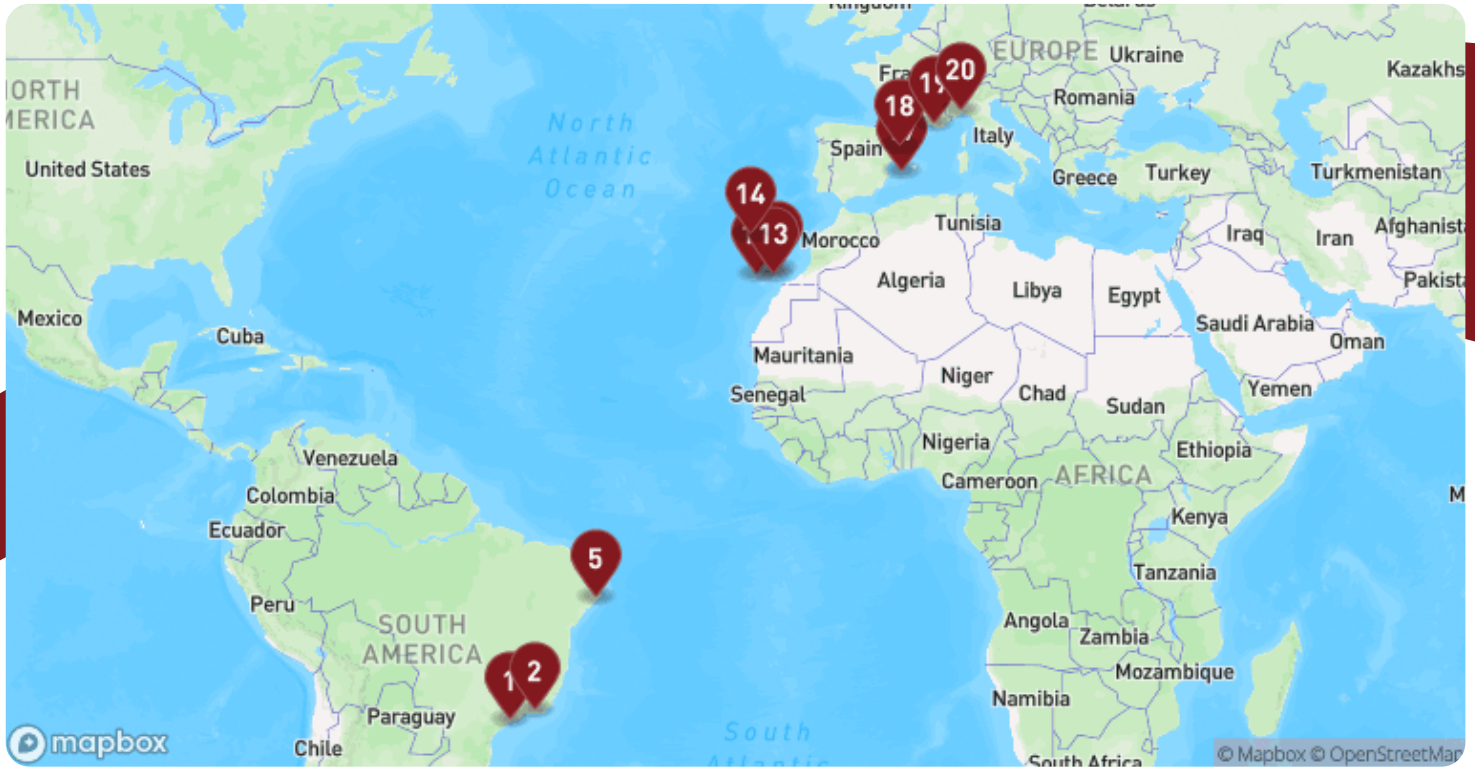 Kingdom
Belarus
EUROPE
Ukraine
20
19
Fra
Kazakhs
NORTH
AMERICA
18
Romania
North
Atlantic
Ocean
Spain
Italy
United States
Greece
Turkey
Turkmenistan
14
13
Morocco
Tunisia
Iraq
Iran
Afghanista
Algeria
Libya
Egypt
Pakista
Mexico
Cuba
Saudi Arabia
Oman
Mauritania
Senegal
Niger
Chad
Sudan
Yemen
Nigeria
Ethiopia
Venezuela
Cameroon
AFRICA
Colombia
M
Ecuador
Kenya
5
Tanzania
Peru
SOUTH
AMERICA
Angola
Zambia
1
2
Mozambique
Namibia
Paraguay
South
Atlantic
Chile
South Africa
mapbox
© Mapbox © OpenStreetMap